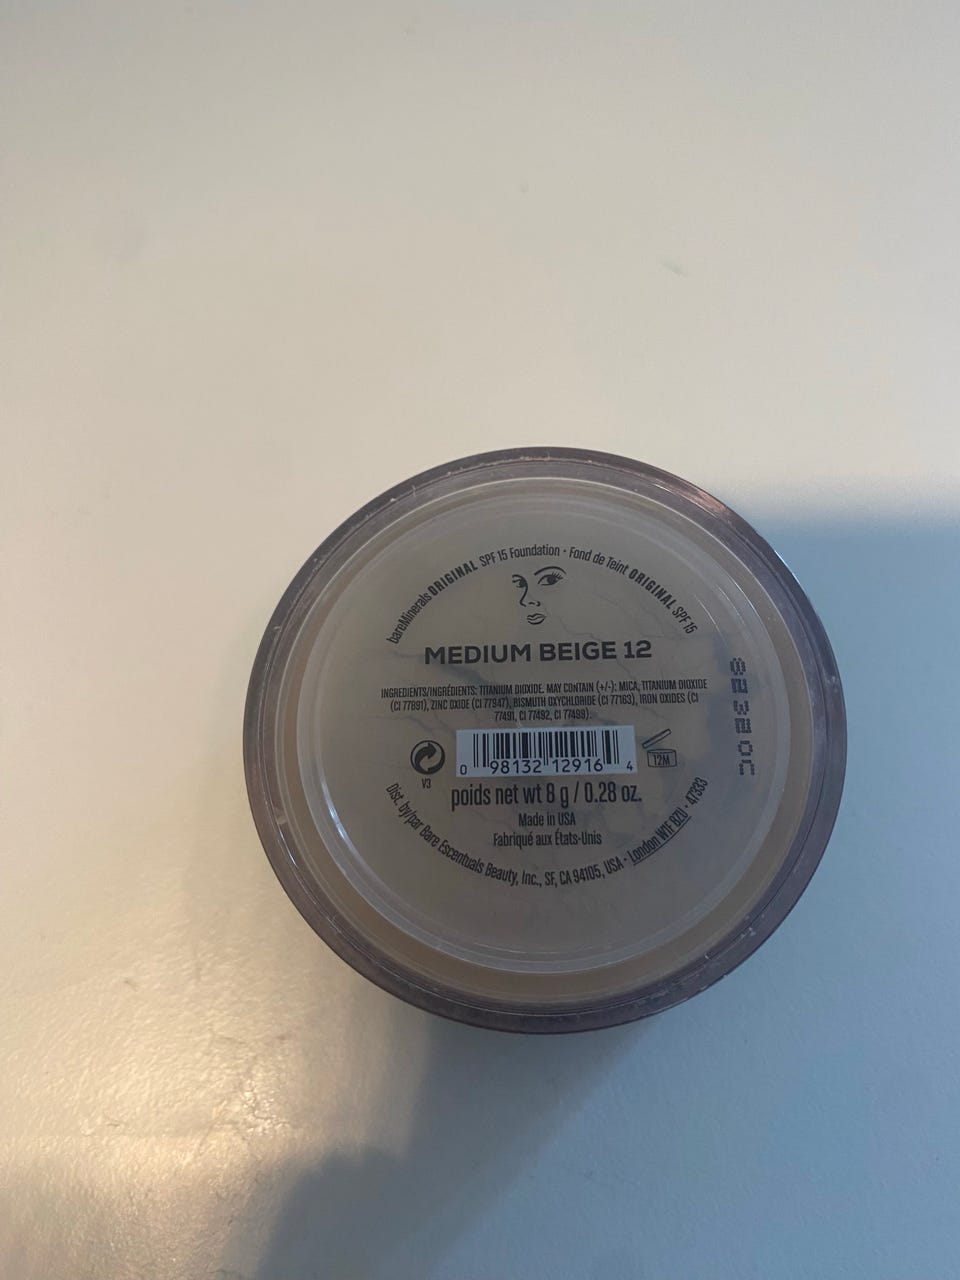 bareMinerals ORIGINAL SPF 15 Foundation · Fond de Teint ORIGINAL SPF 15
MEDIUM BEIGE 12
INGREDIENTS/INGRÉDIENTS: TITANIUM DIOXIDE. MAY CONTAIN (+/-): MICA, TITANIUM DIOXIDE
(CI 77891), ZINC OXIDE (CI 77947), BISMUTH OXYCHLORIDE (CI 77163), IRON OXIDES (CI
77491, CI 77492, CI 77499).
0 98132 12916 4
12M
V3
poids net wt 8 g / 0.28 oz.
Made in USA
Fabriqué aux États-Unis
Dist. by/par Bare Escentuals Beauty, Inc., SF, CA 94105, USA · London W1F 8ZU · 47333